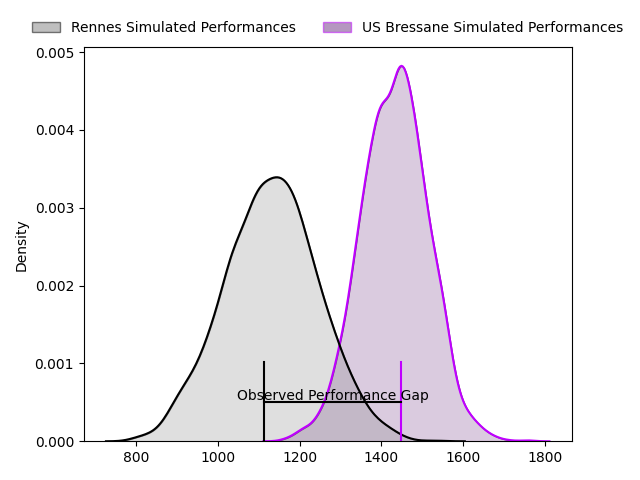 Rennes Simulated Performances US Bressane Simulated Performances
0.005
0.004
0.003
0.002
0.001
0.000
Density
Observed Performance Gap
800 1000 1200 1400 1600 1800